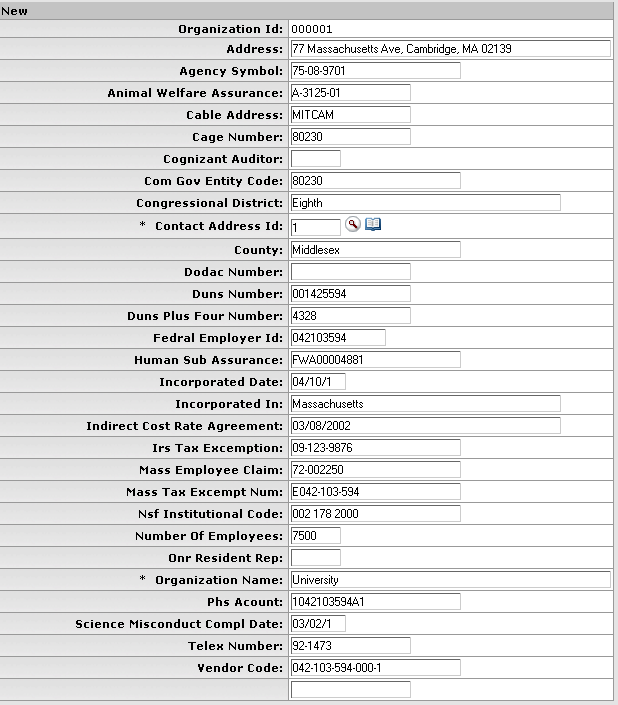 New
Organization Id: 000001
Address: 77 Massachusetts Ave, Cambridge, MA 02139
Agency Symbol: 75-08-9701
Animal Welfare Assurance: A-3125-01
Cable Address: MITCAM
Cage Number: 80230
Cognizant Auditor:
Com Gov Entity Code: 80230
Congressional District: Eighth
* Contact Address Id: 1
County: Middlesex
Dodac Number:
Duns Number: 001425594
Duns Plus Four Number: 4328
Fedral Employer Id: 042103594
Human Sub Assurance: FWA00004881
Incorporated Date: 04/10/1
Incorporated In: Massachusetts
Indirect Cost Rate Agreement: 03/08/2002
Irs Tax Excemption: 09-123-9876
Mass Employee Claim: 72-002250
Mass Tax Excempt Num: E042-103-594
Nsf Institutional Code: 002 178 2000
Number Of Employees: 7500
Onr Resident Rep:
* Organization Name: University
Phs Acount: 1042103594A1
Science Misconduct Compl Date: 03/02/1
Telex Number: 92-1473
Vendor Code: 042-103-594-000-1